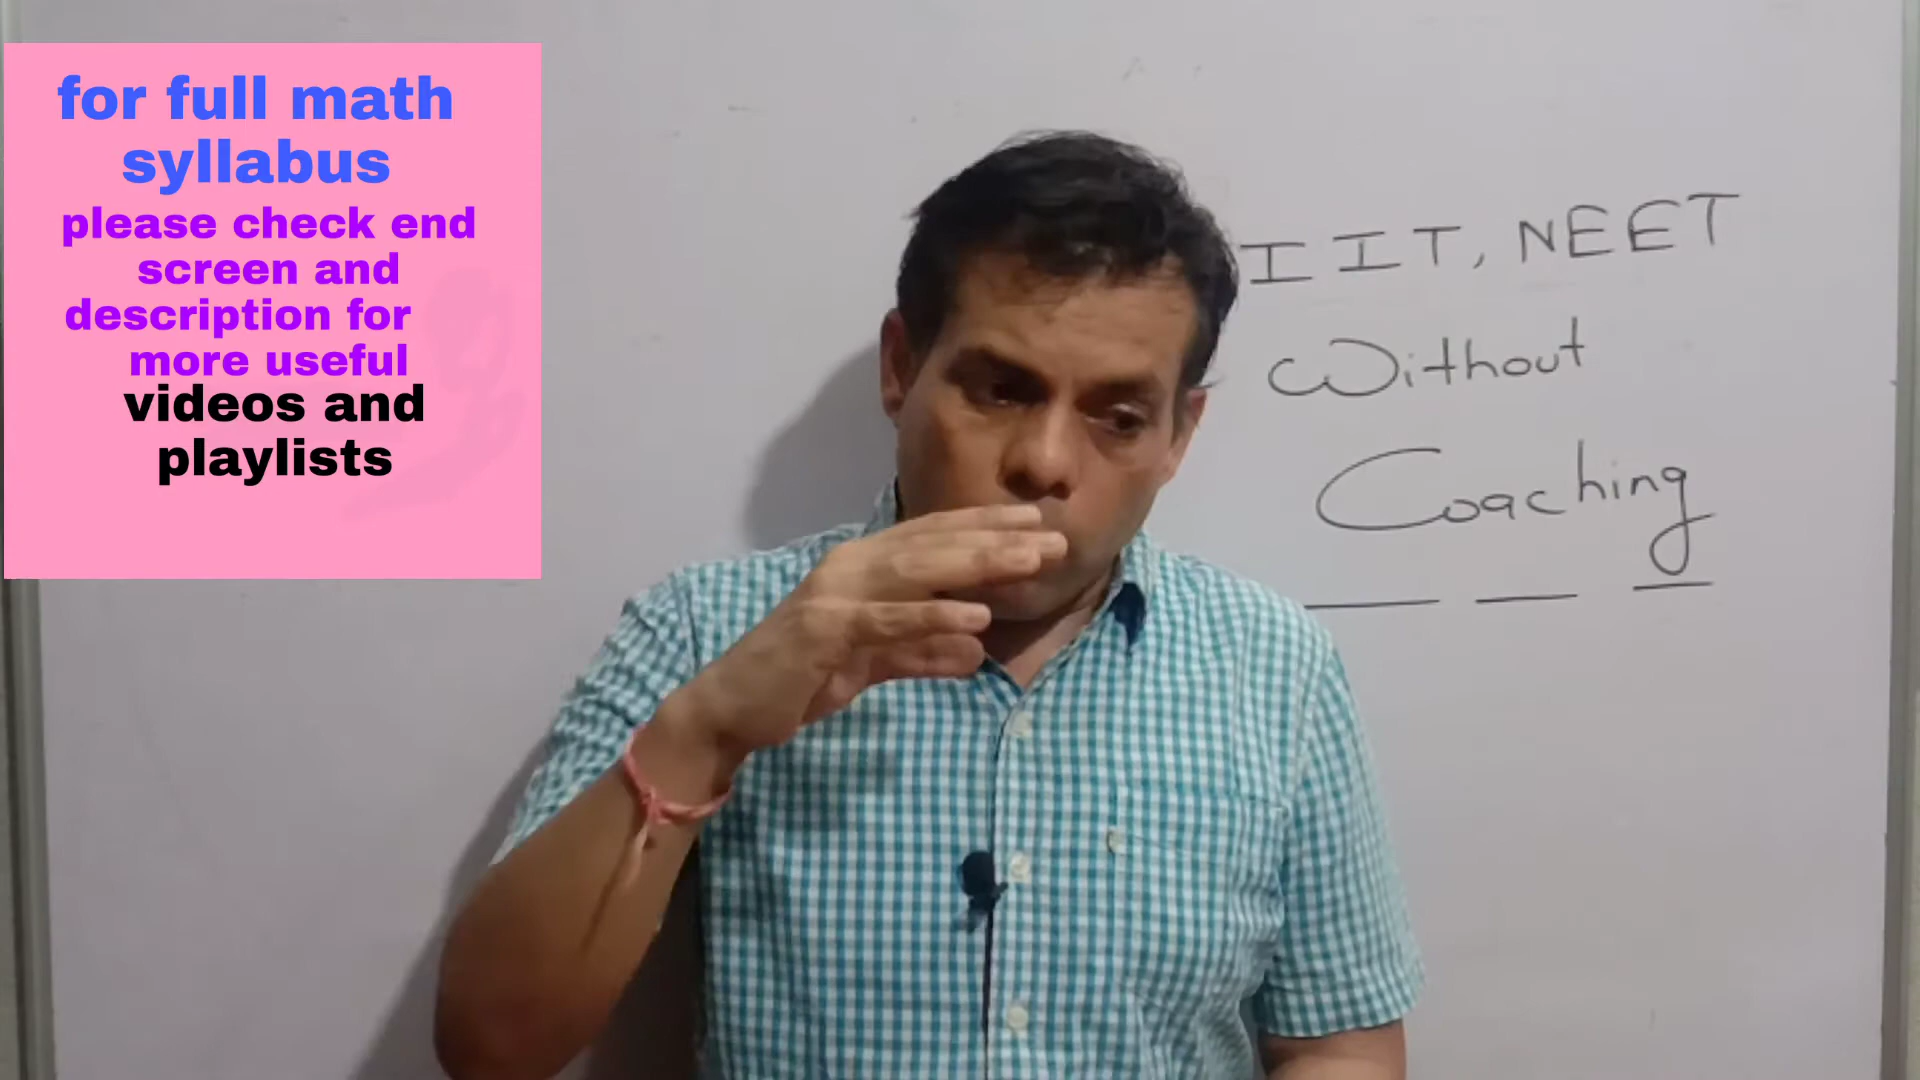 for full math
syllabus
please check end
screen and
description for
more useful
videos and
playlists
IIT, NEET
Without
Coaching